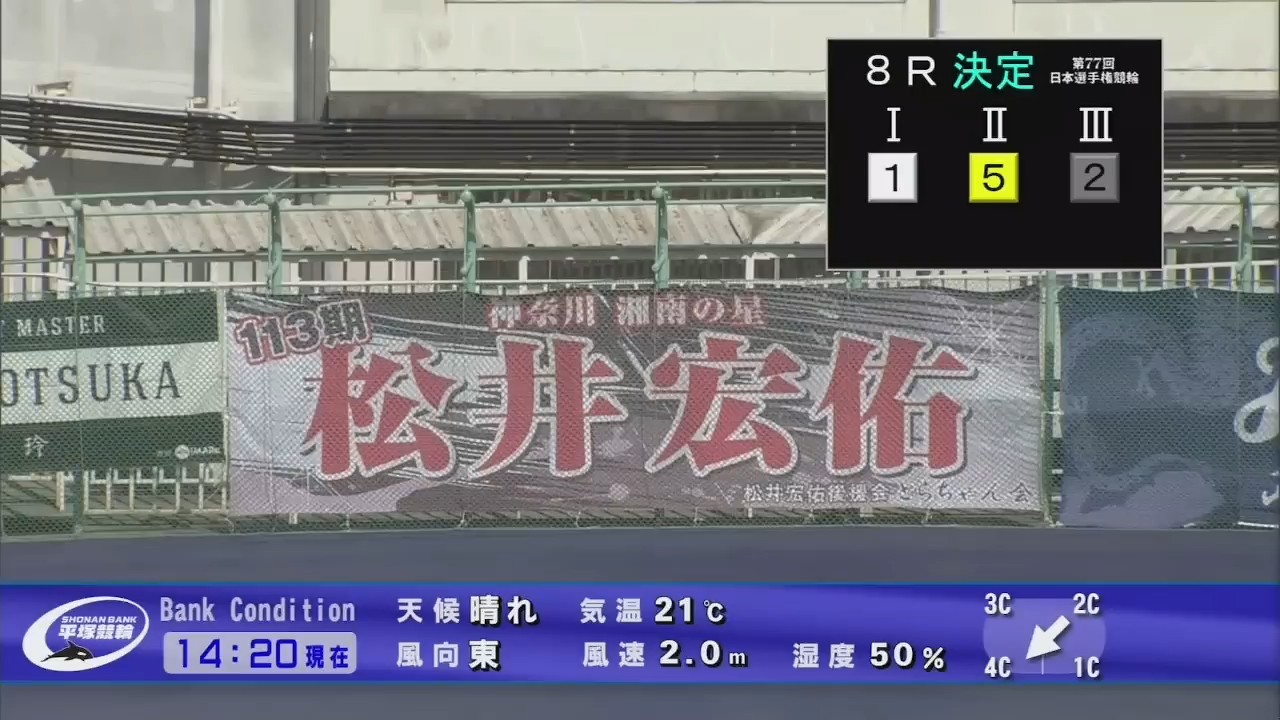 8R 決定 第77回
日本選手権競輪
I II III
1 5 2
Y MASTER
OTSUKA
玲
113期
神奈川 湘南の星
松井宏佑
松井宏佑後援会とらちゃん会
SHONAN BANK
平塚競輪
Bank Condition
14:20現在
天候 晴れ 気温 21℃
風向 東 風速 2.0m 湿度 50%
3C 2C
4C 1C